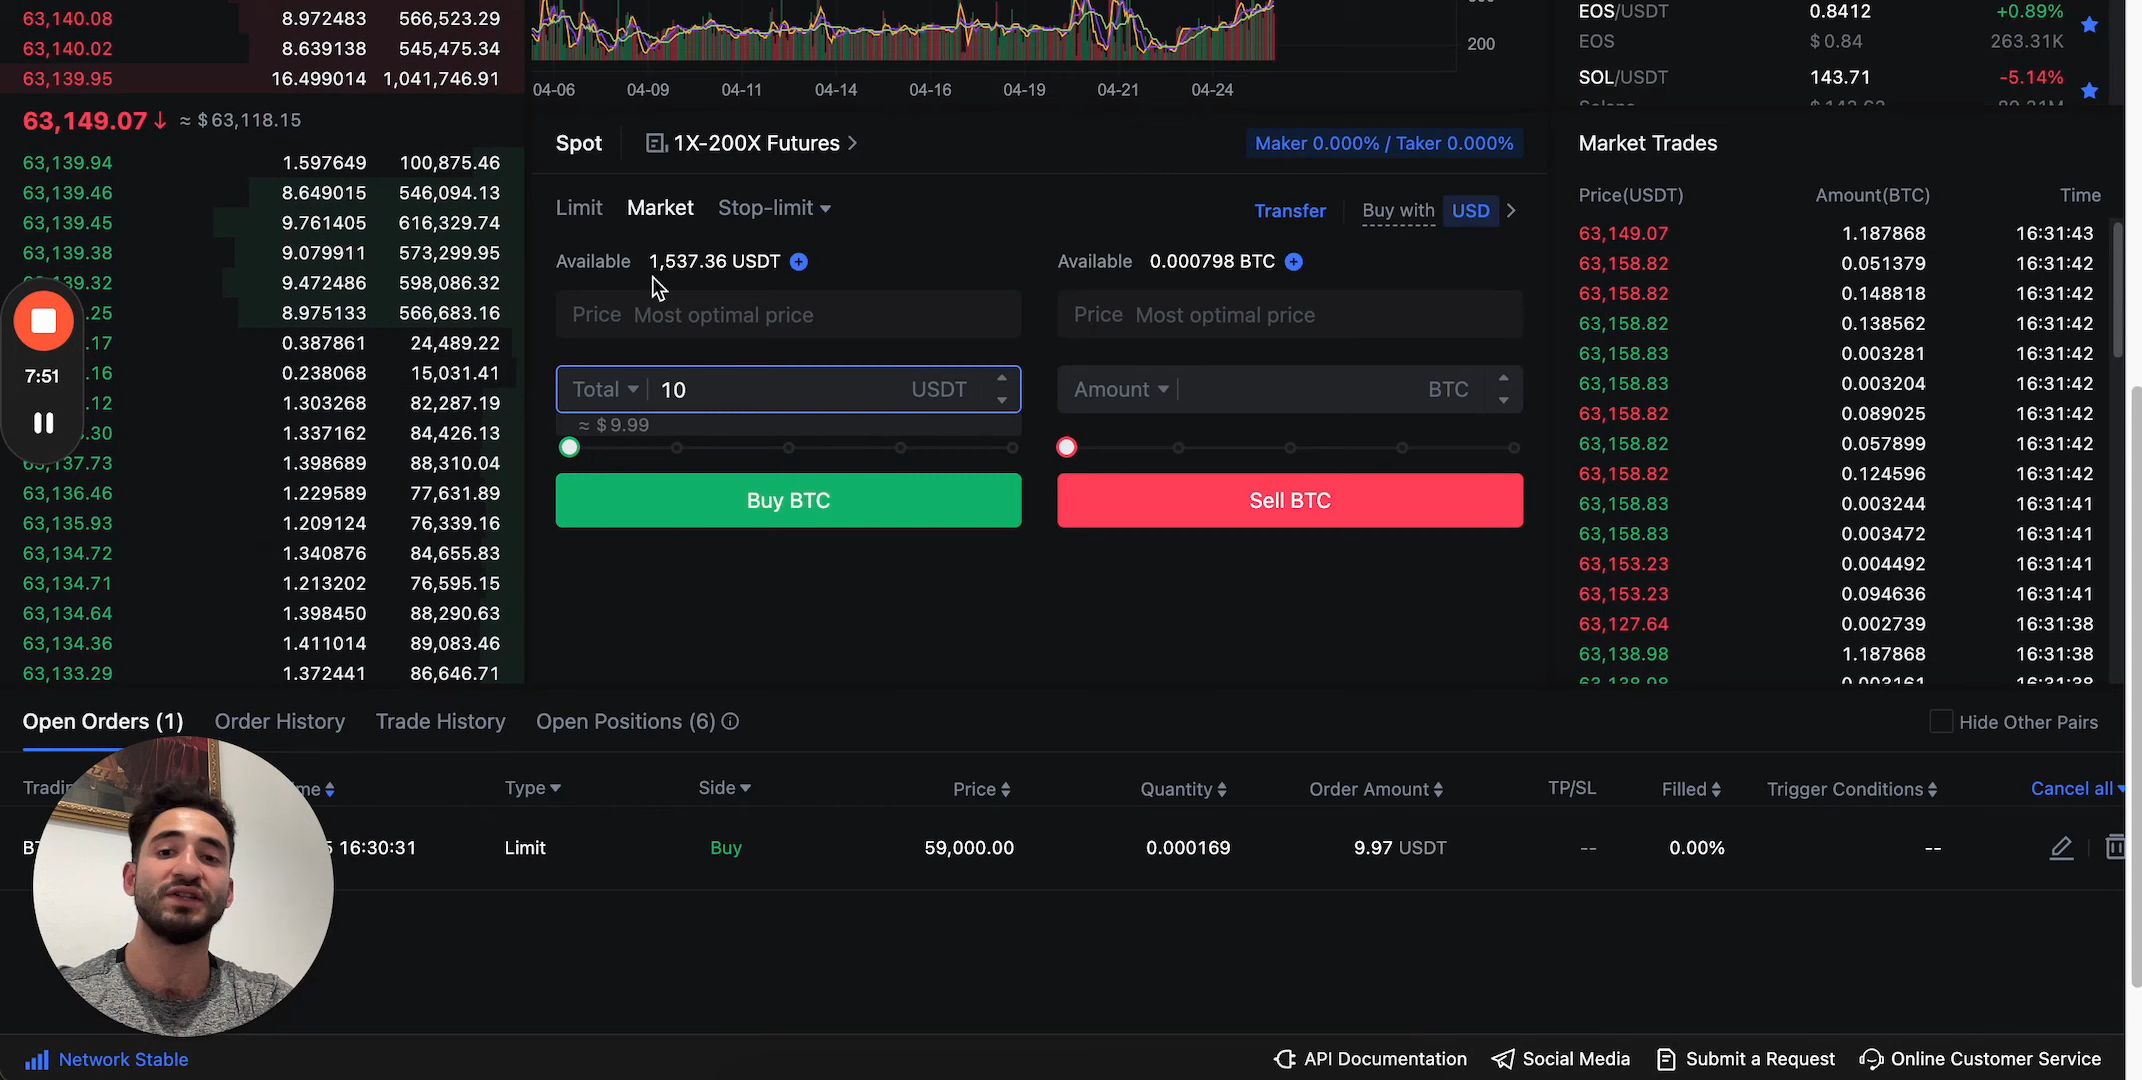 63,140.08 8.972483 566,523.29
63,140.02 8.639138 545,475.34
63,139.95 16.499014 1,041,746.91
63,149.07↓ ≈ $63,118.15
63,139.94 1.597649 100,875.46
63,139.46 8.649015 546,094.13
63,139.45 9.761405 616,329.74
63,139.38 9.079911 573,299.95
139.32 9.472486 598,086.32
.25 8.975133 566,683.16
.17 0.387861 24,489.22
.16 0.238068 15,031.41
.12 1.303268 82,287.19
.30 1.337162 84,426.13
137.73 1.398689 88,310.04
63,136.46 1.229589 77,631.89
63,135.93 1.209124 76,339.16
63,134.72 1.340876 84,655.83
63,134.71 1.213202 76,595.15
63,134.64 1.398450 88,290.63
63,134.36 1.411014 89,083.46
63,133.29 1.372441 86,646.71
7:51
200
04-06 04-09 04-11 04-14 04-16 04-19 04-21 04-24
Spot 1X-200X Futures > Maker 0.000% / Taker 0.000%
Limit Market Stop-limit Transfer Buy with USD >
Available 1,537.36 USDT
Price Most optimal price
Total 10 USDT
≈ $9.99
Buy BTC
Available 0.000798 BTC
Price Most optimal price
Amount BTC
Sell BTC
EOS/USDT 0.8412 +0.89%
EOS $0.84 263.31K
SOL/USDT 143.71 -5.14%
Market Trades
Price(USDT) Amount(BTC) Time
63,149.07 1.187868 16:31:43
63,158.82 0.051379 16:31:42
63,158.82 0.148818 16:31:42
63,158.82 0.138562 16:31:42
63,158.83 0.003281 16:31:42
63,158.83 0.003204 16:31:42
63,158.82 0.089025 16:31:42
63,158.82 0.057899 16:31:42
63,158.82 0.124596 16:31:42
63,158.83 0.003244 16:31:41
63,158.83 0.003472 16:31:41
63,153.23 0.004492 16:31:41
63,153.23 0.094636 16:31:41
63,127.64 0.002739 16:31:38
63,138.98 1.187868 16:31:38
Open Orders (1) Order History Trade History Open Positions (6) Hide Other Pairs
Tradin me Type Side Price Quantity Order Amount TP/SL Filled Trigger Conditions Cancel all
16:30:31 Limit Buy 59,000.00 0.000169 9.97 USDT -- 0.00% --
Network Stable API Documentation Social Media Submit a Request Online Customer Service